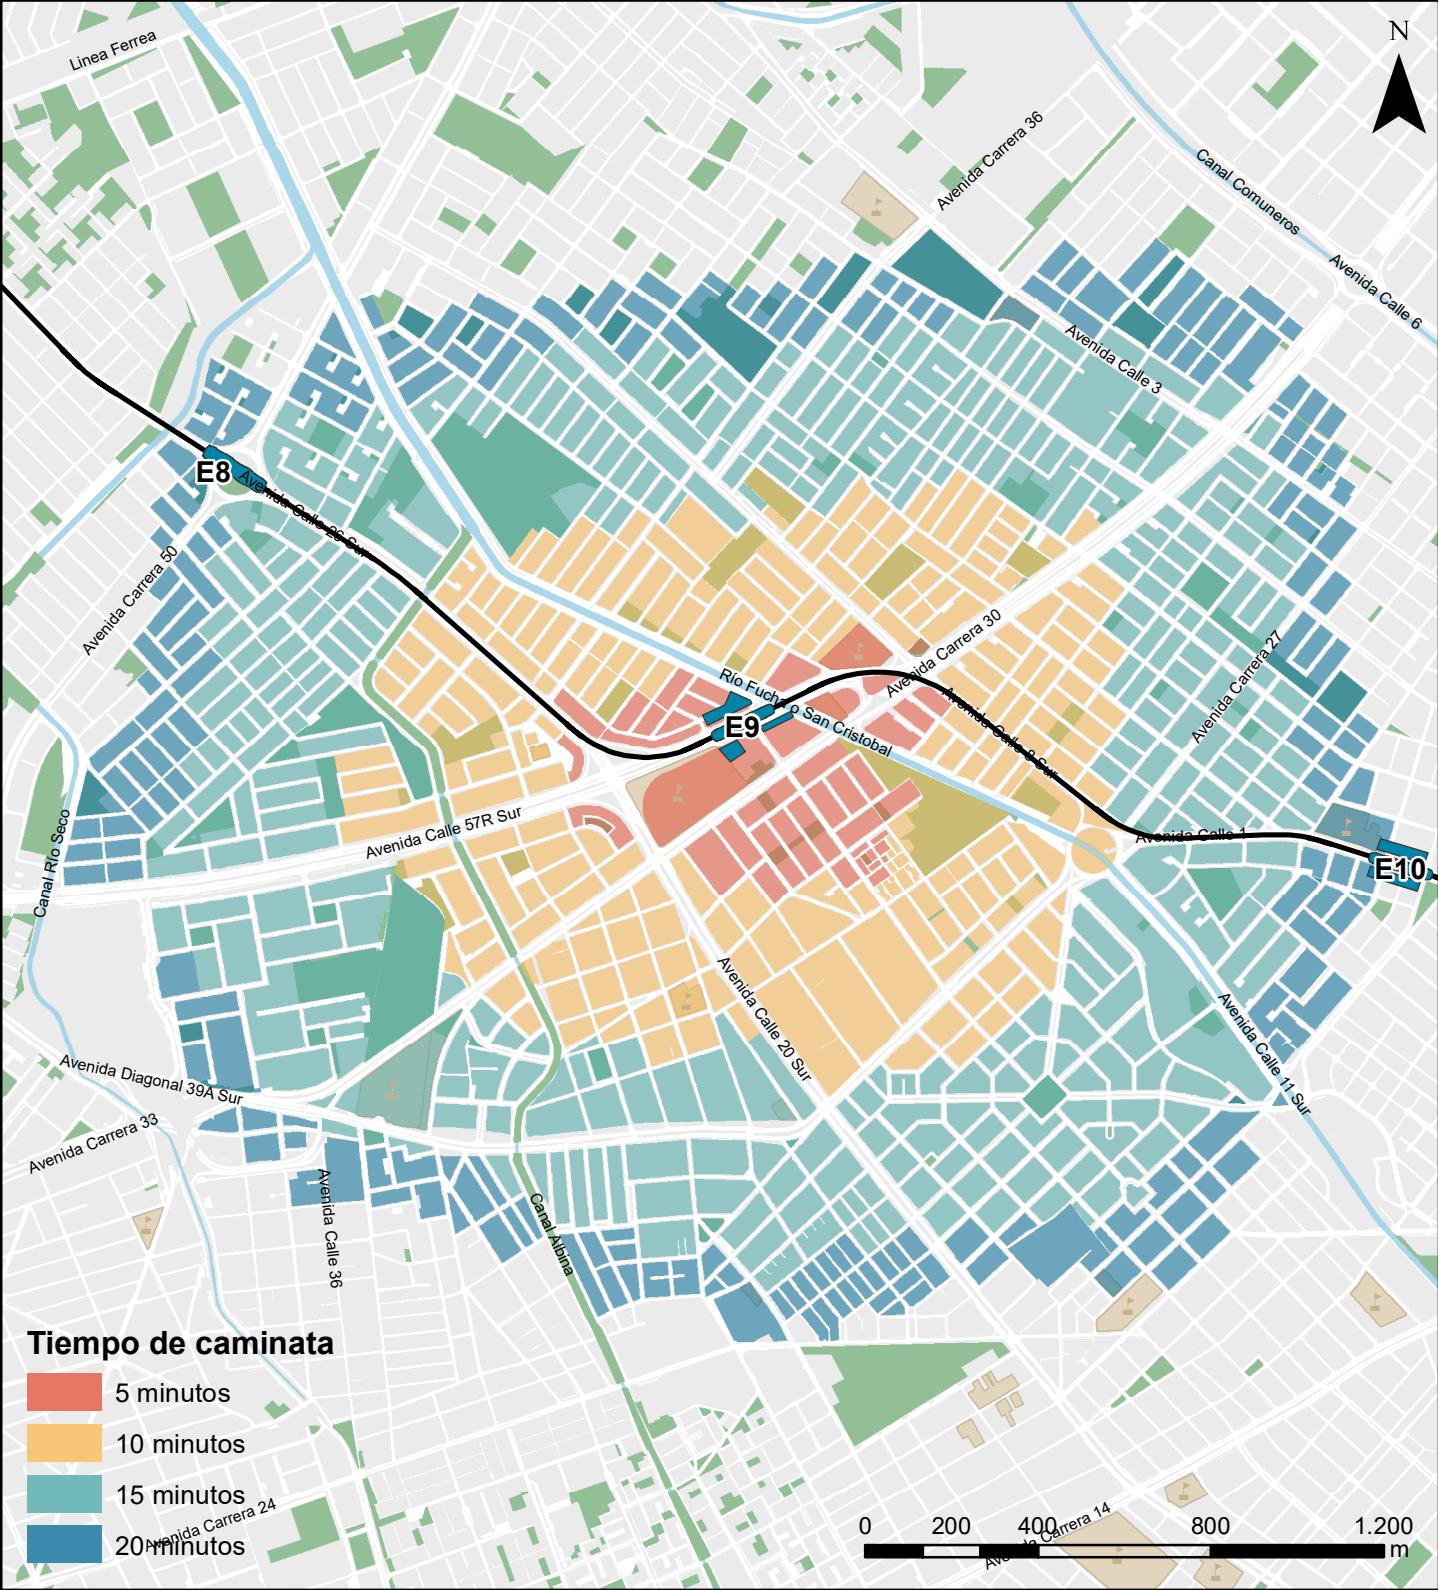 N
Linea Ferrea
Avenida Carrera 36
Canal Comuneros
Avenida Calle 6
Avenida Calle 3
E8
Avenida Calle 26 Sur
Avenida Carrera 50
Avenida Carrera 30
Avenida Carrera 27
Río Fucha o San Cristobal
E9
Avenida Calle 8 Sur
Avenida Calle 57R Sur
Avenida Calle 1
E10
Canal Río Seco
Avenida Calle 20 Sur
Avenida Calle 11 Sur
Avenida Diagonal 39A Sur
Avenida Carrera 33
Avenida Calle 36
Canal Albina
Tiempo de caminata
5 minutos
10 minutos
15 minutos
Avenida Carrera 24
20 minutos
Avenida Carrera 14
0 200 400 800 1.200
m